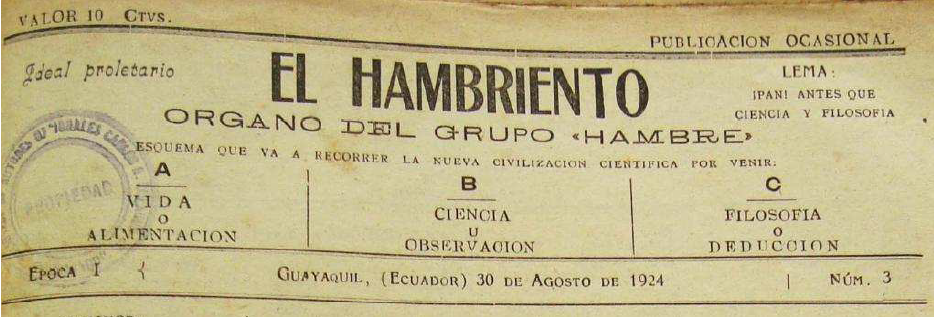 VALOR 10 CTVS.
PUBLICACION OCASIONAL
Ideal proletario
EL HAMBRIENTO
LEMA:
¡PAN! ANTES QUE
CIENCIA Y FILOSOFIA
ORGANO DEL GRUPO «HAMBRE»
ESQUEMA QUE VA A RECORRER LA NUEVA CIVILIZACION CIENTIFICA POR VENIR:
A
VIDA
O
ALIMENTACION
B
CIENCIA
U
OBSERVACION
C
FILOSOFIA
O
DEDUCCION
PROPIEDAD
EPOCA I
GUAYAQUIL, (ECUADOR) 30 DE AGOSTO DE 1924
NÚM. 3